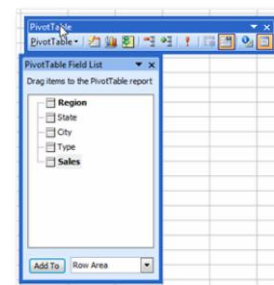 PivotTable
PivotTable
PivotTable Field List
Drag items to the PivotTable report
Region
State
City
Type
Sales
Add To Row Area